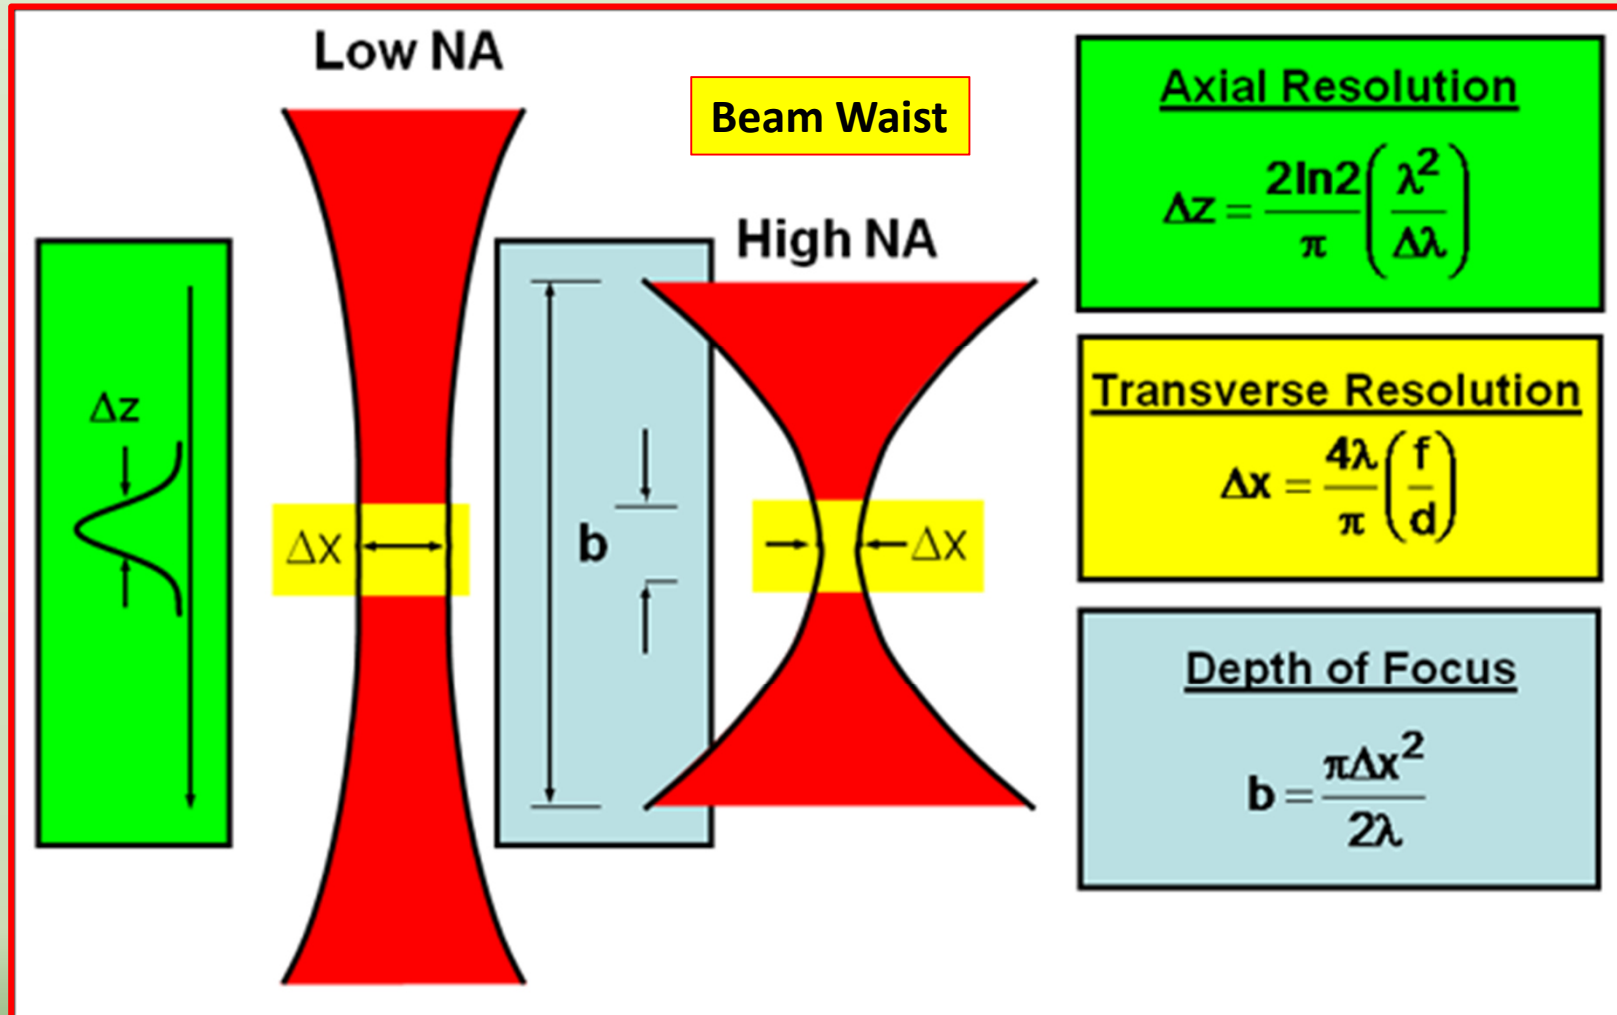 Low NA
Beam Waist
High NA
Δz
Δx
b
Δx
Axial Resolution
Δz = 2ln2/π (λ²/Δλ)
Transverse Resolution
Δx = 4λ/π (f/d)
Depth of Focus
b = πΔx²/2λ